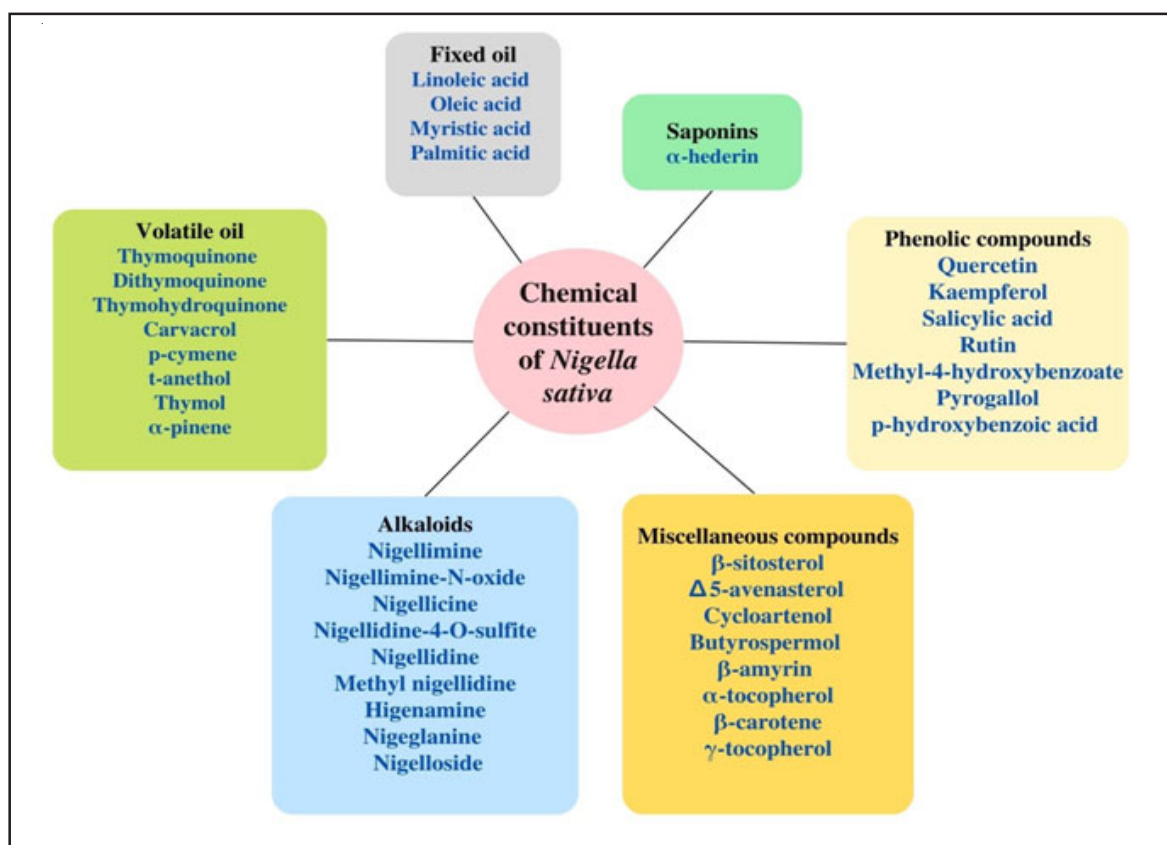 Fixed oil
Linoleic acid
Oleic acid
Myristic acid
Palmitic acid
Saponins
α-hederin
Volatile oil
Thymoquinone
Dithymoquinone
Thymohydroquinone
Carvacrol
p-cymene
t-anethol
Thymol
α-pinene
Chemical
constituents
of Nigella
sativa
Phenolic compounds
Quercetin
Kaempferol
Salicylic acid
Rutin
Methyl-4-hydroxybenzoate
Pyrogallol
p-hydroxybenzoic acid
Alkaloids
Nigellimine
Nigellimine-N-oxide
Nigellicine
Nigellidine-4-O-sulfite
Nigellidine
Methyl nigellidine
Higenamine
Nigeglanine
Nigelloside
Miscellaneous compounds
β-sitosterol
Δ5-avenasterol
Cycloartenol
Butyrospermol
β-amyrin
α-tocopherol
β-carotene
γ-tocopherol